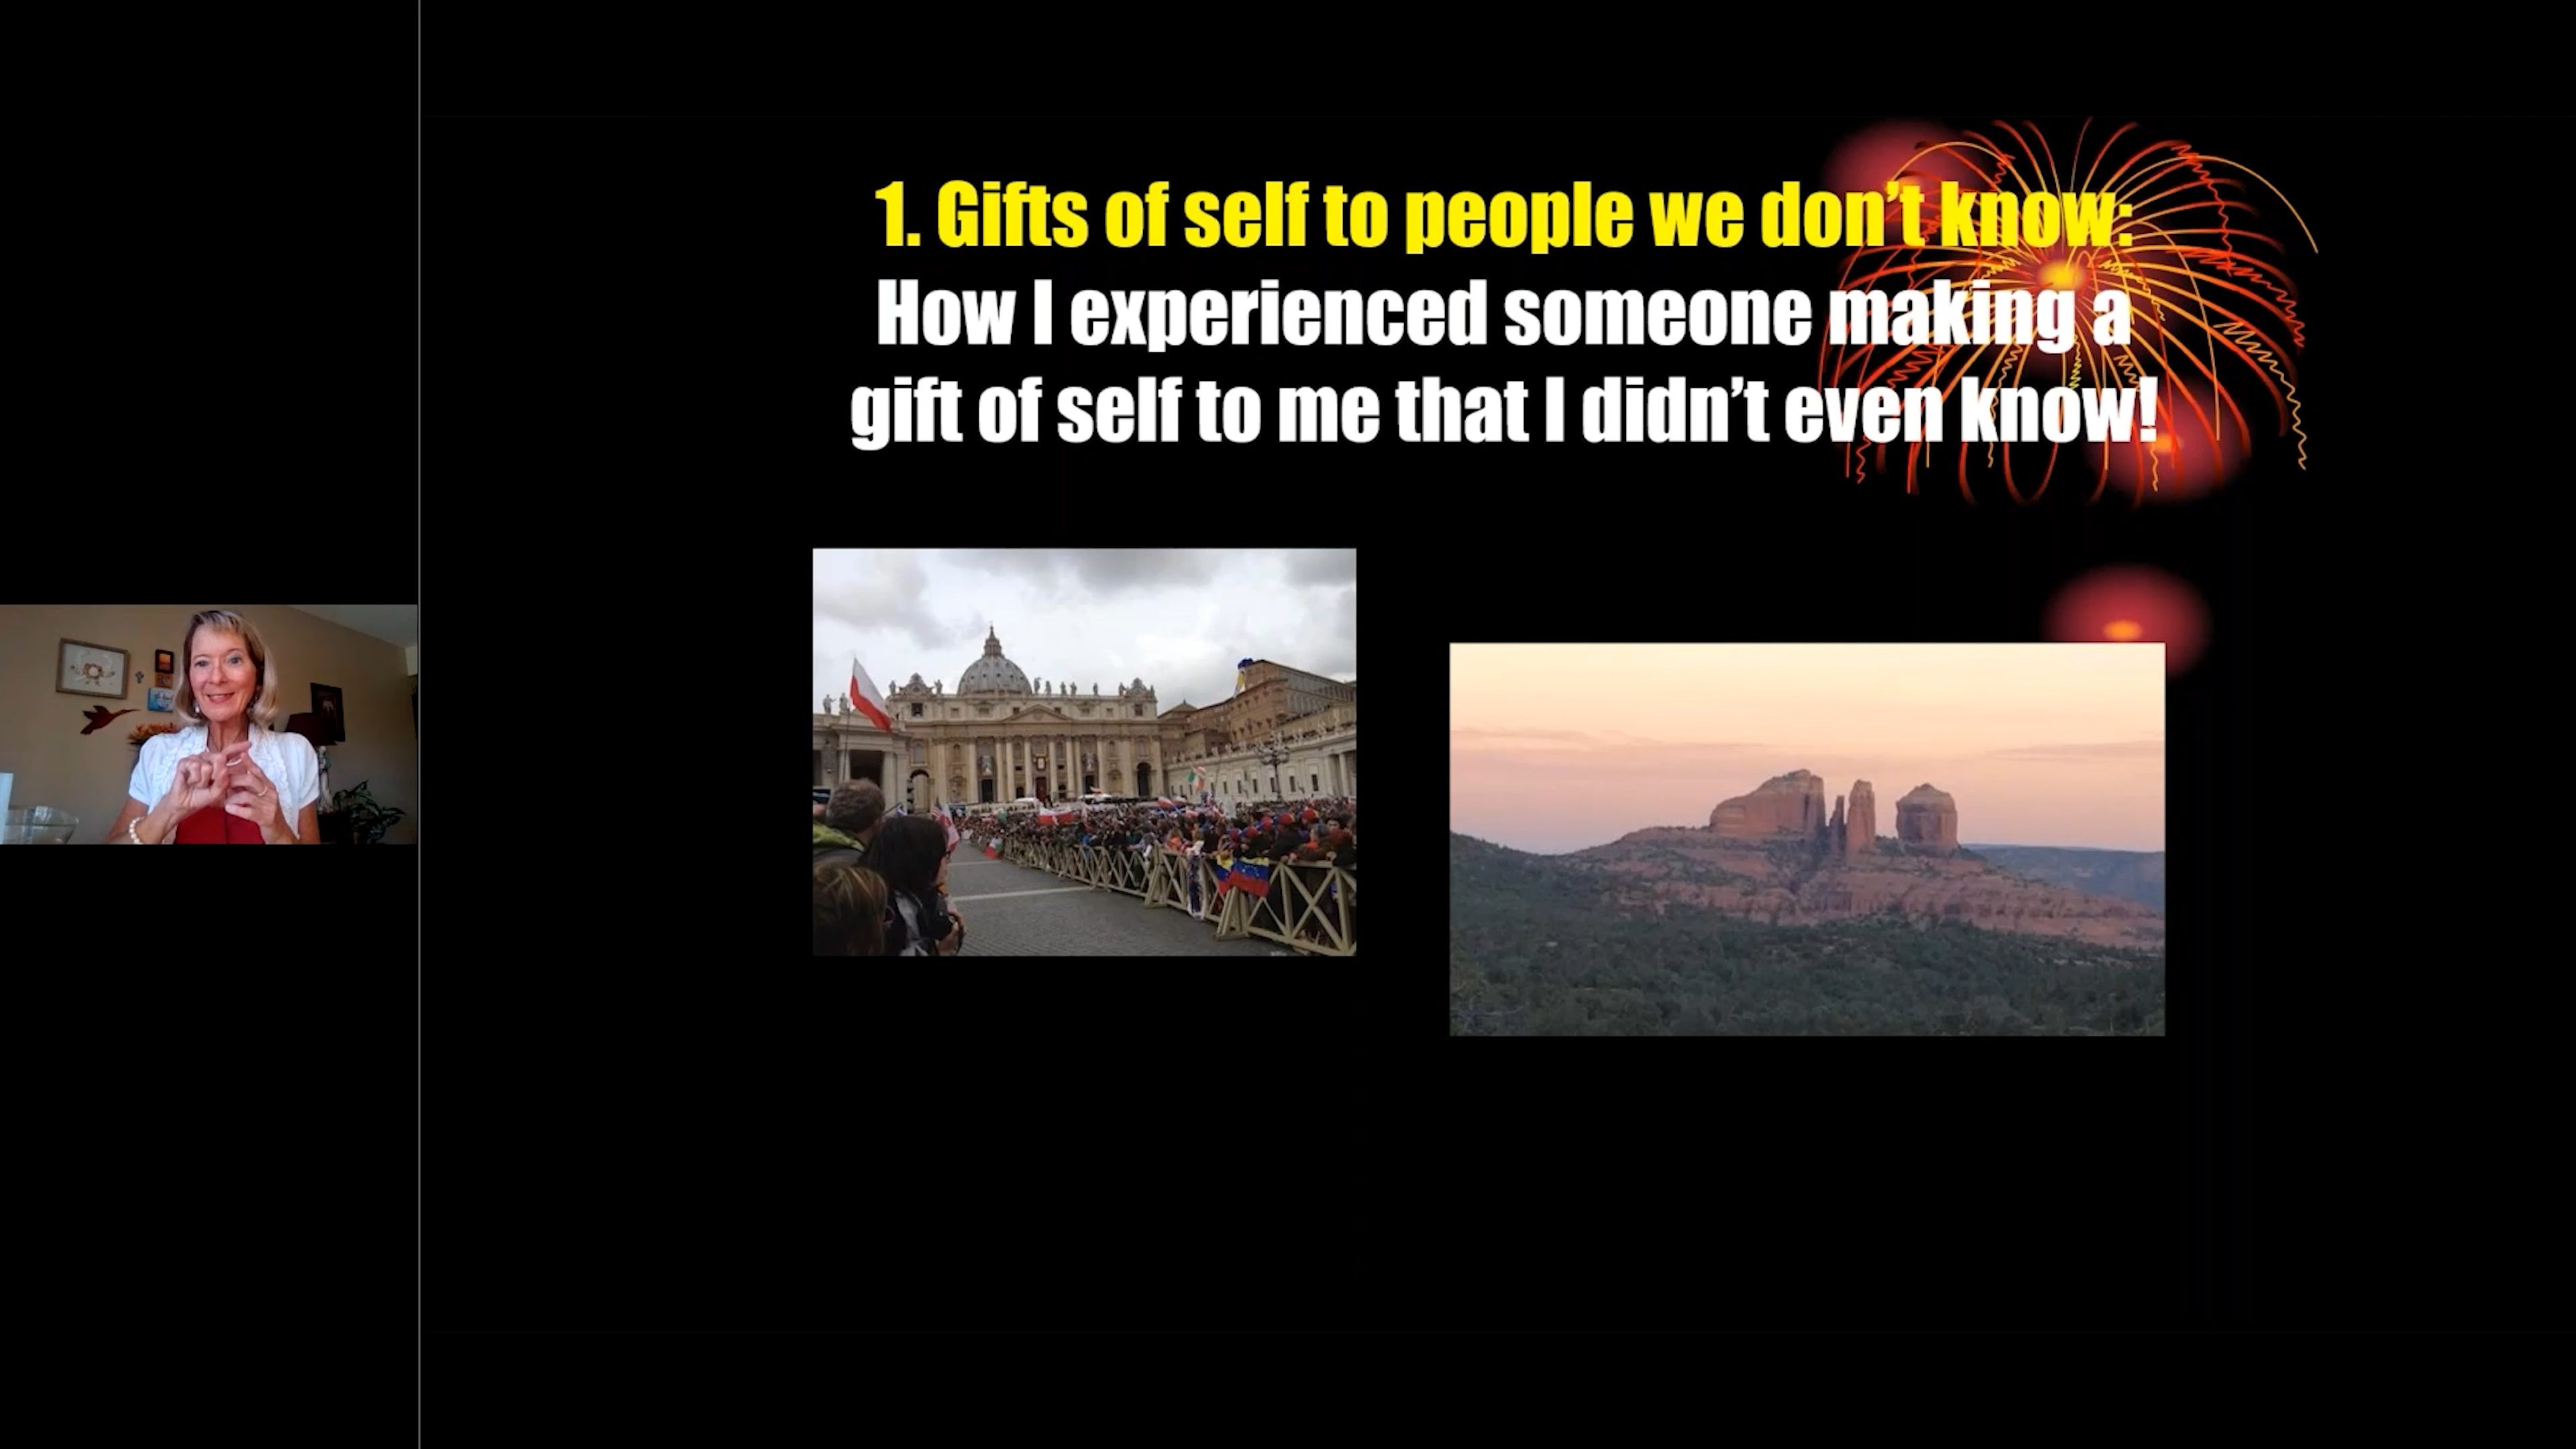 1. Gifts of self to people we don’t know:
How I experienced someone making a
gift of self to me that I didn’t even know!